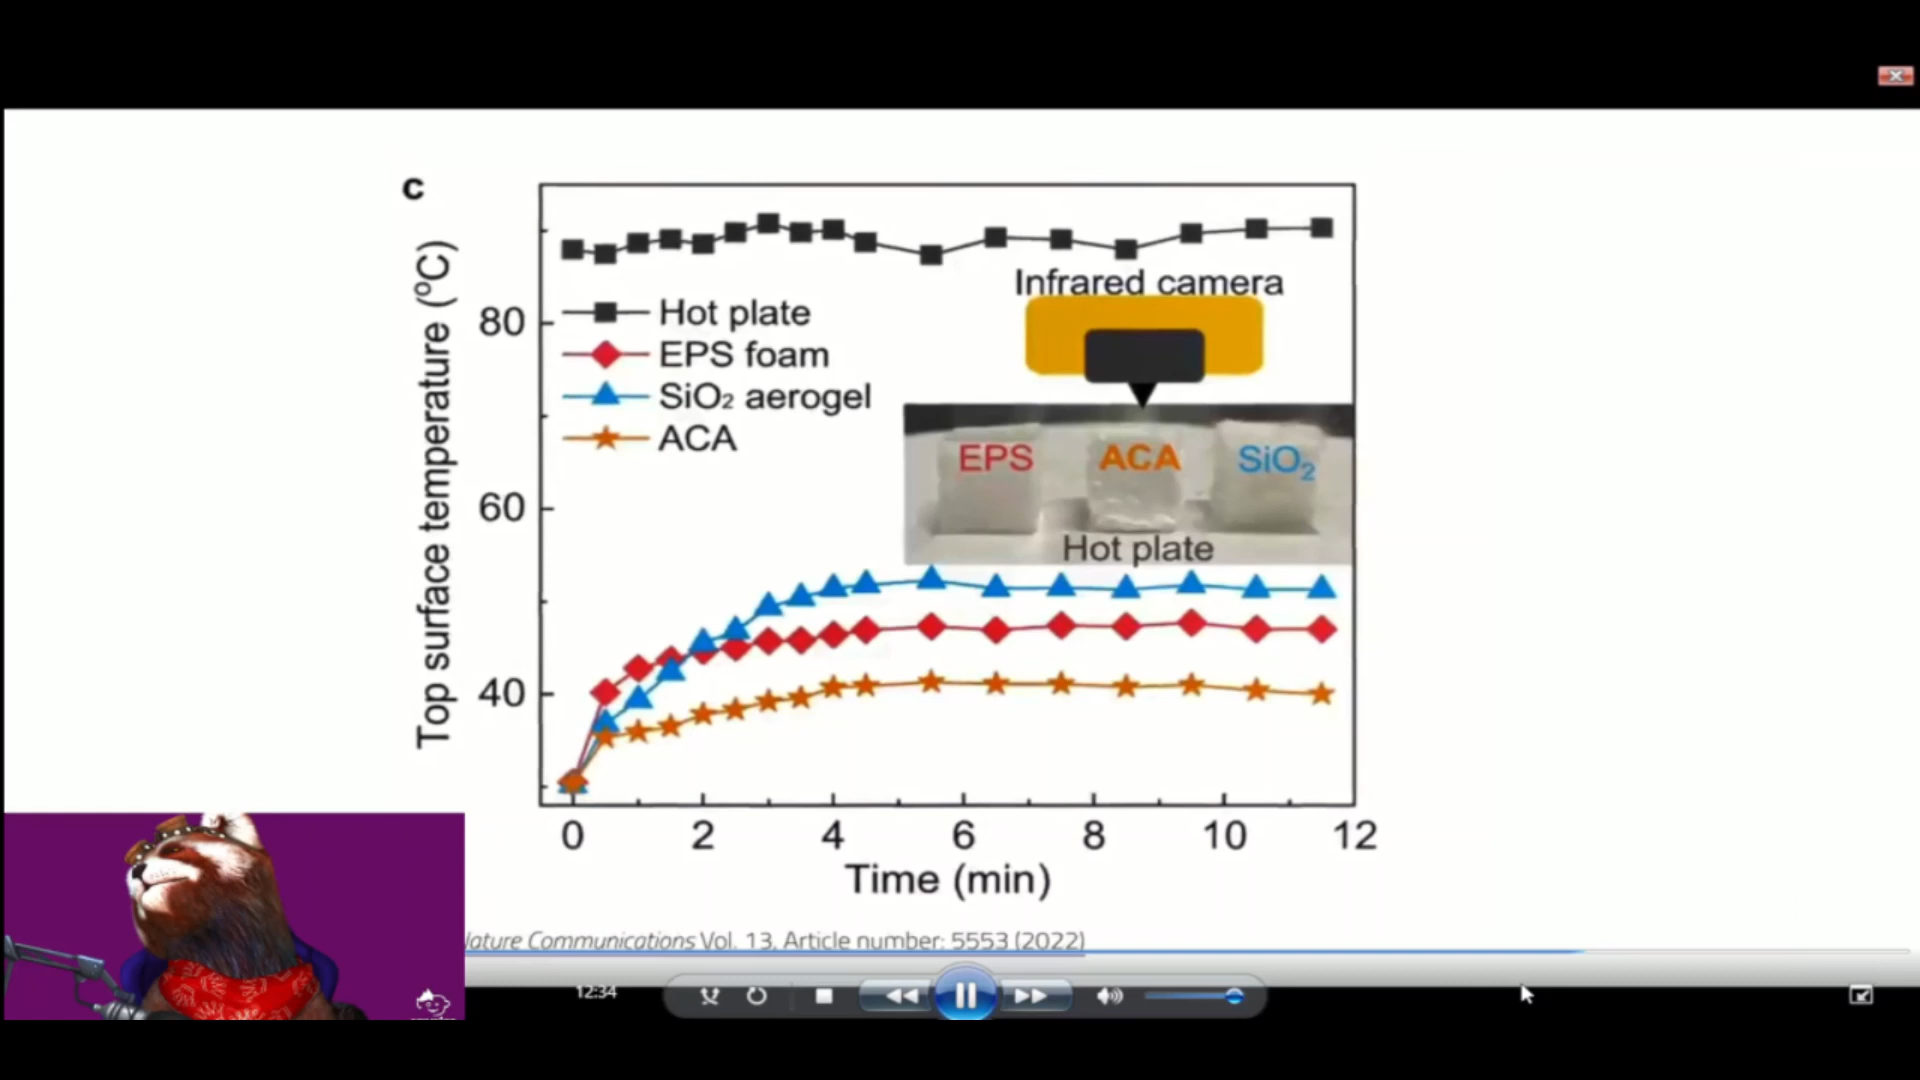 c
Top surface temperature (⁰C)
80
60
40
Hot plate
EPS foam
SiO₂ aerogel
ACA
Infrared camera
EPS
ACA
SiO₂
Hot plate
0 2 4 6 8 10 12
Time (min)
Communications Vol. 13, Article number: 5553 (2022)
12:34